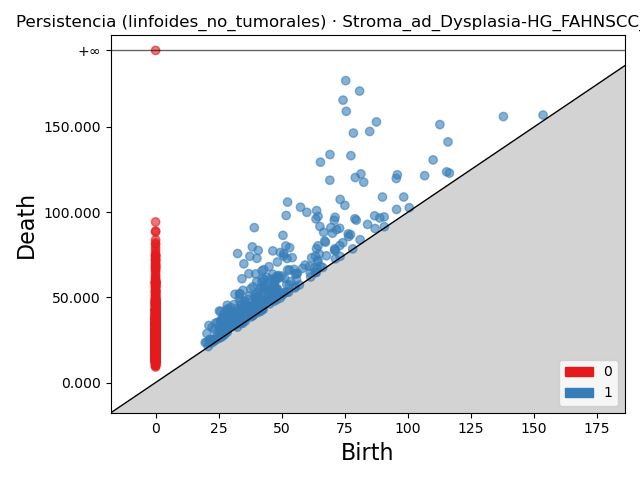 Persistencia (linfoides_no_tumorales) · Stroma_ad_Dysplasia-HG_FAHNSCC_
+∞
150.000
100.000
50.000
0.000
Death
0
1
0 25 50 75 100 125 150 175
Birth